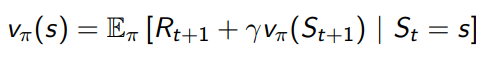 v_π(s) = 𝔼_π [R_{t+1} + γv_π(S_{t+1}) | S_t = s]